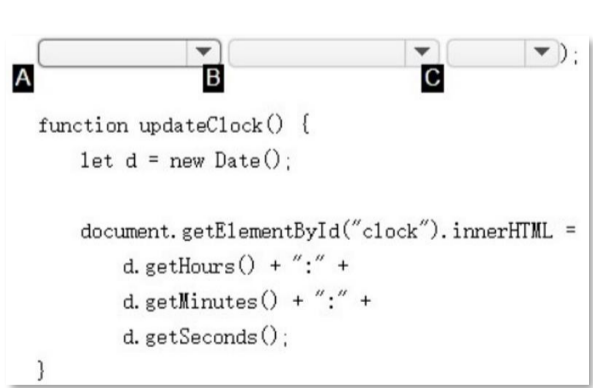 );
A B C
function updateClock() {
let d = new Date();
document.getElementById("clock").innerHTML =
d.getHours() + ":" +
d.getMinutes() + ":" +
d.getSeconds();
}